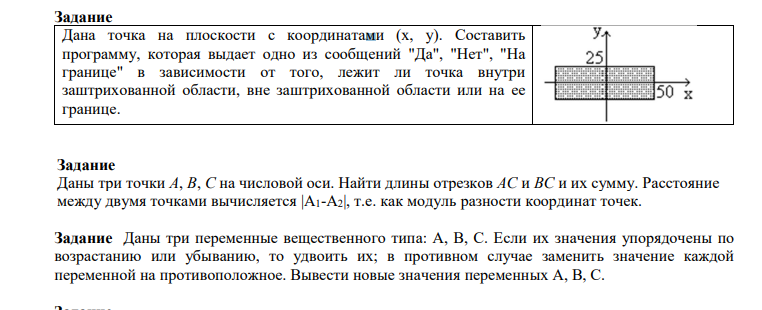 Задание
Дана точка на плоскости с координатами (x, y). Составить
программу, которая выдает одно из сообщений "Да", "Нет", "На
границе" в зависимости от того, лежит ли точка внутри
заштрихованной области, вне заштрихованной области или на ее
границе.
y
25
50 x
Задание
Даны три точки A, B, C на числовой оси. Найти длины отрезков AC и BC и их сумму. Расстояние
между двумя точками вычисляется |A1-A2|, т.е. как модуль разности координат точек.
Задание Даны три переменные вещественного типа: A, B, C. Если их значения упорядочены по
возрастанию или убыванию, то удвоить их; в противном случае заменить значение каждой
переменной на противоположное. Вывести новые значения переменных A, B, C.